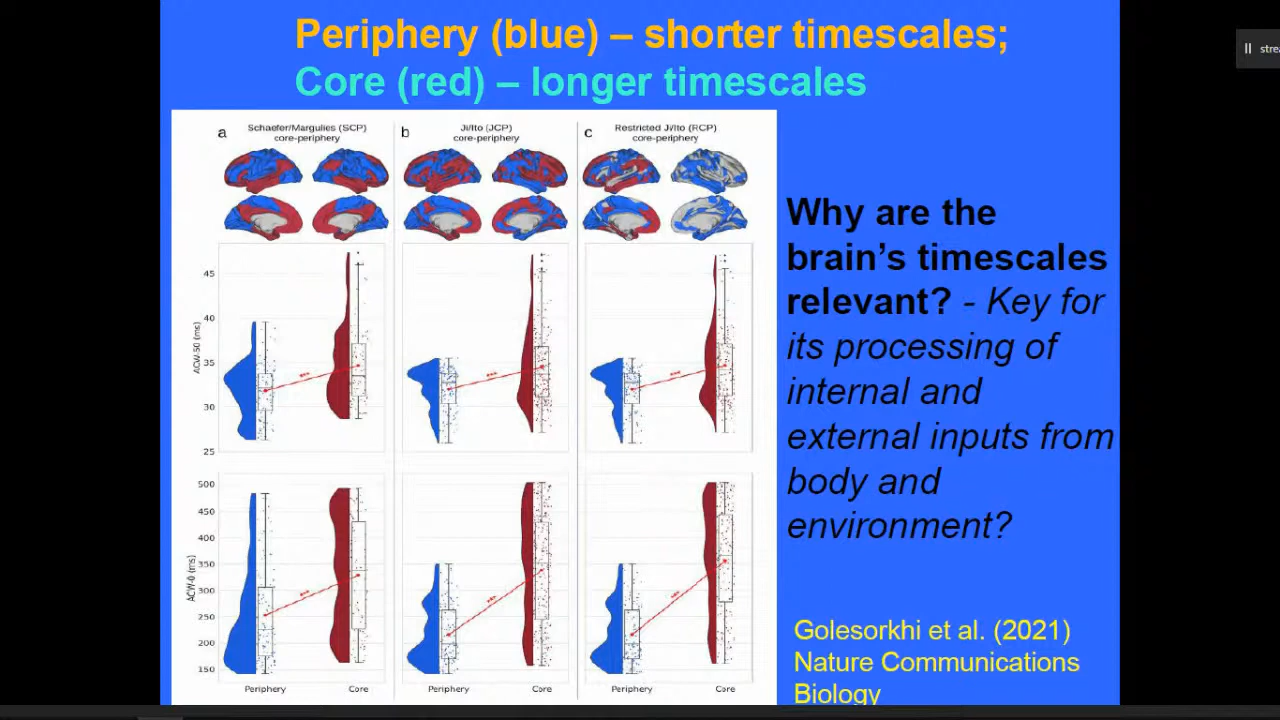 Periphery (blue) – shorter timescales;
Core (red) – longer timescales
stre
a
Schaefer/Margulies (SCP)
core-periphery
b
Ji/Ito (JCP)
core-periphery
c
Restricted Ji/Ito (RCP)
core-periphery
ACW-50 (ms)
45
40
35
30
25
***
***
***
ACW-0 (ms)
500
450
400
350
300
250
200
150
***
***
***
Periphery
Core
Periphery
Core
Periphery
Core
Why are the
brain’s timescales
relevant? - Key for
its processing of
internal and
external inputs from
body and
environment?
Golesorkhi et al. (2021)
Nature Communications
Biology